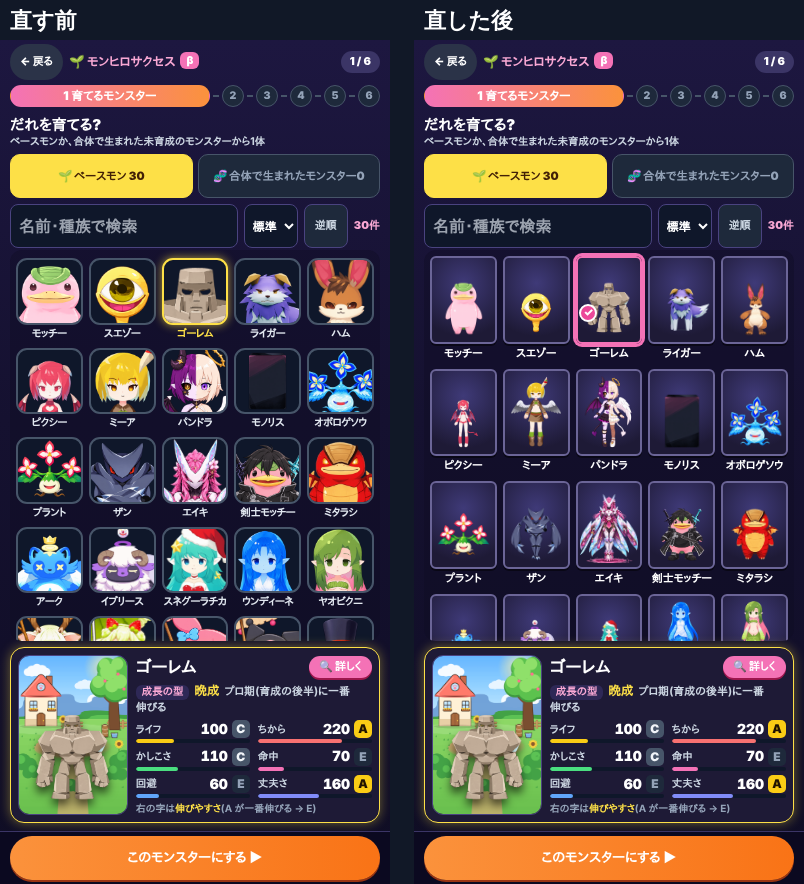 直す前
← 戻る 🌱 モンヒロサクセス β 1 / 6
1 育てるモンスター 2 3 4 5 6
だれを育てる?
ベースモンか、合体で生まれた未育成のモンスターから1体
🌱 ベースモン 30 🧬 合体で生まれたモンスター0
名前・種族で検索 標準 逆順 30件
モッチー スエゾー ゴーレム ライガー ハム
ピクシー ミーア パンドラ モノリス オボロゲソウ
プラント ザン エイキ 剣士モッチー ミタラシ
アーク イブリース スネグーラチカ ウンディーネ ヤオビクニ
ゴーレム 🔍 詳しく
成長の型 晩成 プロ期(育成の後半)に一番
伸びる
ライフ 100 C ちから 220 A
かしこさ 110 C 命中 70 E
回避 60 E 丈夫さ 160 A
右の字は伸びやすさ(A が一番伸びる → E)
このモンスターにする ▶
直した後
← 戻る 🌱 モンヒロサクセス β 1 / 6
1 育てるモンスター 2 3 4 5 6
だれを育てる?
ベースモンか、合体で生まれた未育成のモンスターから1体
🌱 ベースモン 30 🧬 合体で生まれたモンスター0
名前・種族で検索 標準 逆順 30件
モッチー スエゾー ゴーレム ライガー ハム
ピクシー ミーア パンドラ モノリス オボロゲソウ
プラント ザン エイキ 剣士モッチー ミタラシ
ゴーレム 🔍 詳しく
成長の型 晩成 プロ期(育成の後半)に一番
伸びる
ライフ 100 C ちから 220 A
かしこさ 110 C 命中 70 E
回避 60 E 丈夫さ 160 A
右の字は伸びやすさ(A が一番伸びる → E)
このモンスターにする ▶